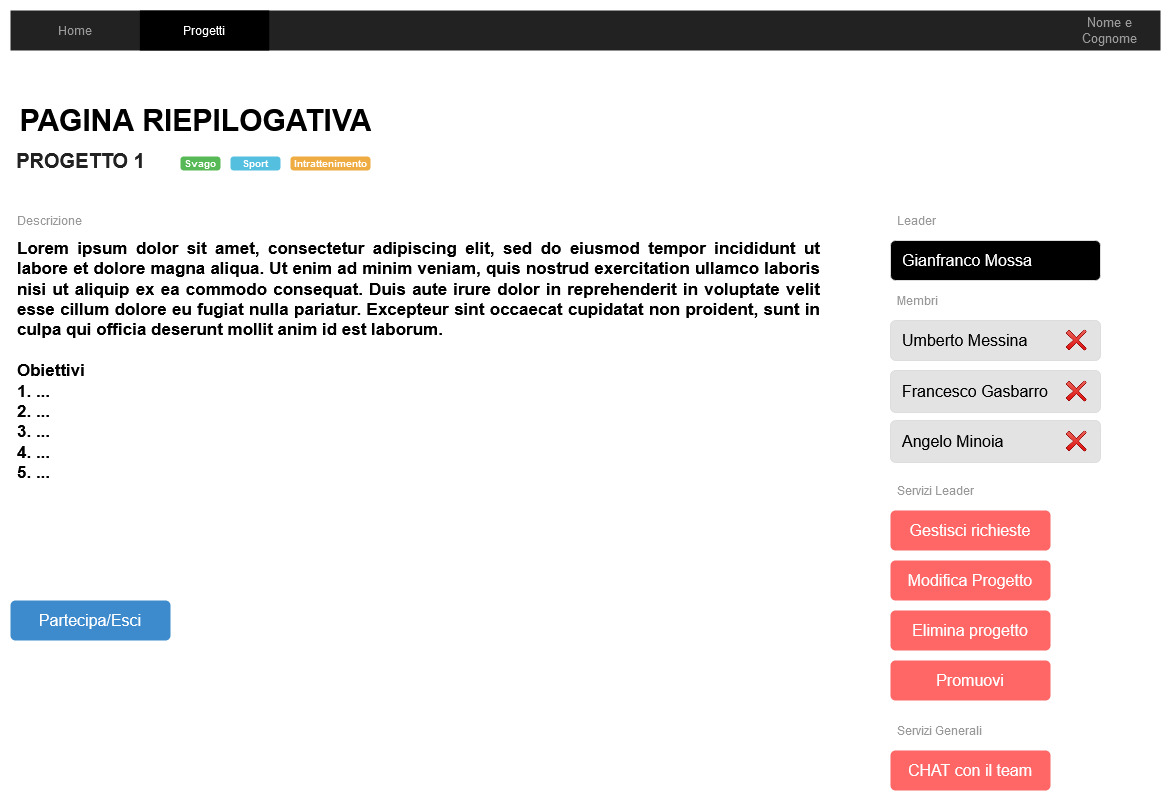 Home
Progetti
Nome e
Cognome
PAGINA RIEPILOGATIVA
PROGETTO 1
Svago
Sport
Intrattenimento
Descrizione
Lorem ipsum dolor sit amet, consectetur adipiscing elit, sed do eiusmod tempor incididunt ut
labore et dolore magna aliqua. Ut enim ad minim veniam, quis nostrud exercitation ullamco laboris
nisi ut aliquip ex ea commodo consequat. Duis aute irure dolor in reprehenderit in voluptate velit
esse cillum dolore eu fugiat nulla pariatur. Excepteur sint occaecat cupidatat non proident, sunt in
culpa qui officia deserunt mollit anim id est laborum.
Obiettivi
1. ...
2. ...
3. ...
4. ...
5. ...
Partecipa/Esci
Leader
Gianfranco Mossa
Membri
Umberto Messina
Francesco Gasbarro
Angelo Minoia
Servizi Leader
Gestisci richieste
Modifica Progetto
Elimina progetto
Promuovi
Servizi Generali
CHAT con il team